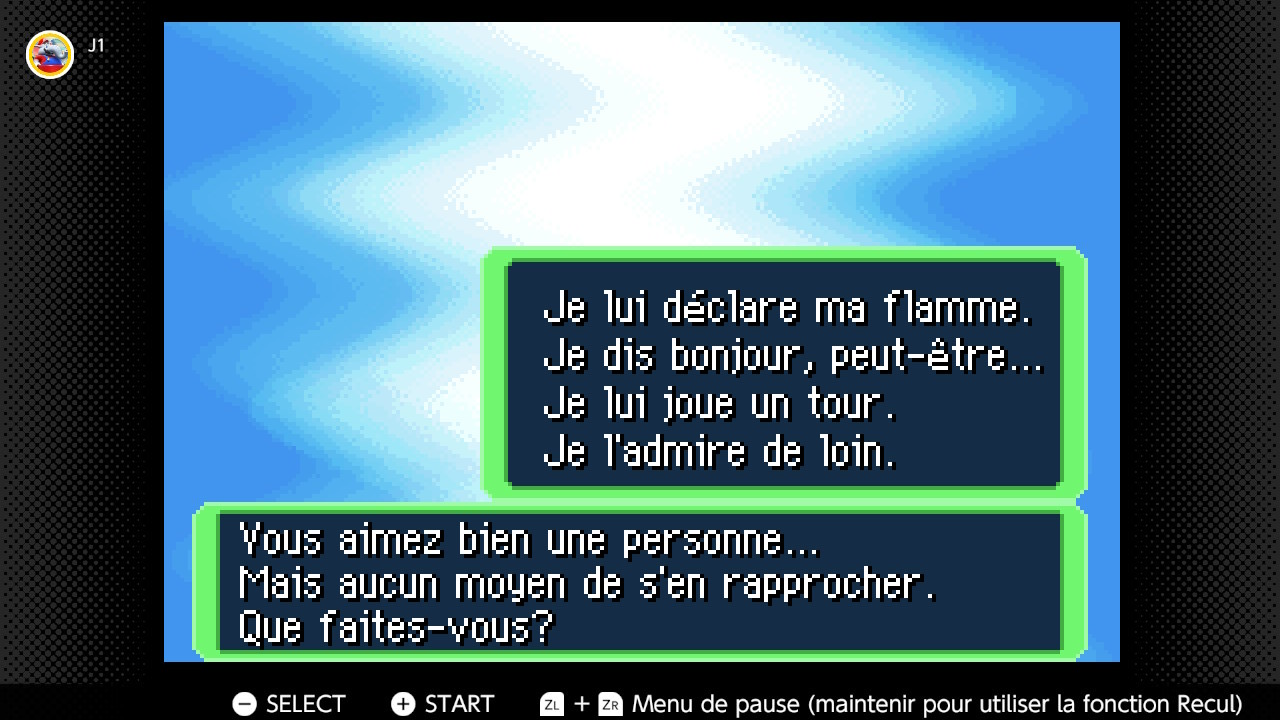 J1
Je lui déclare ma flamme.
Je dis bonjour, peut-être...
Je lui joue un tour.
Je l'admire de loin.
Vous aimez bien une personne...
Mais aucun moyen de s'en rapprocher.
Que faites-vous?
− SELECT + START ZL + ZR Menu de pause (maintenir pour utiliser la fonction Recul)